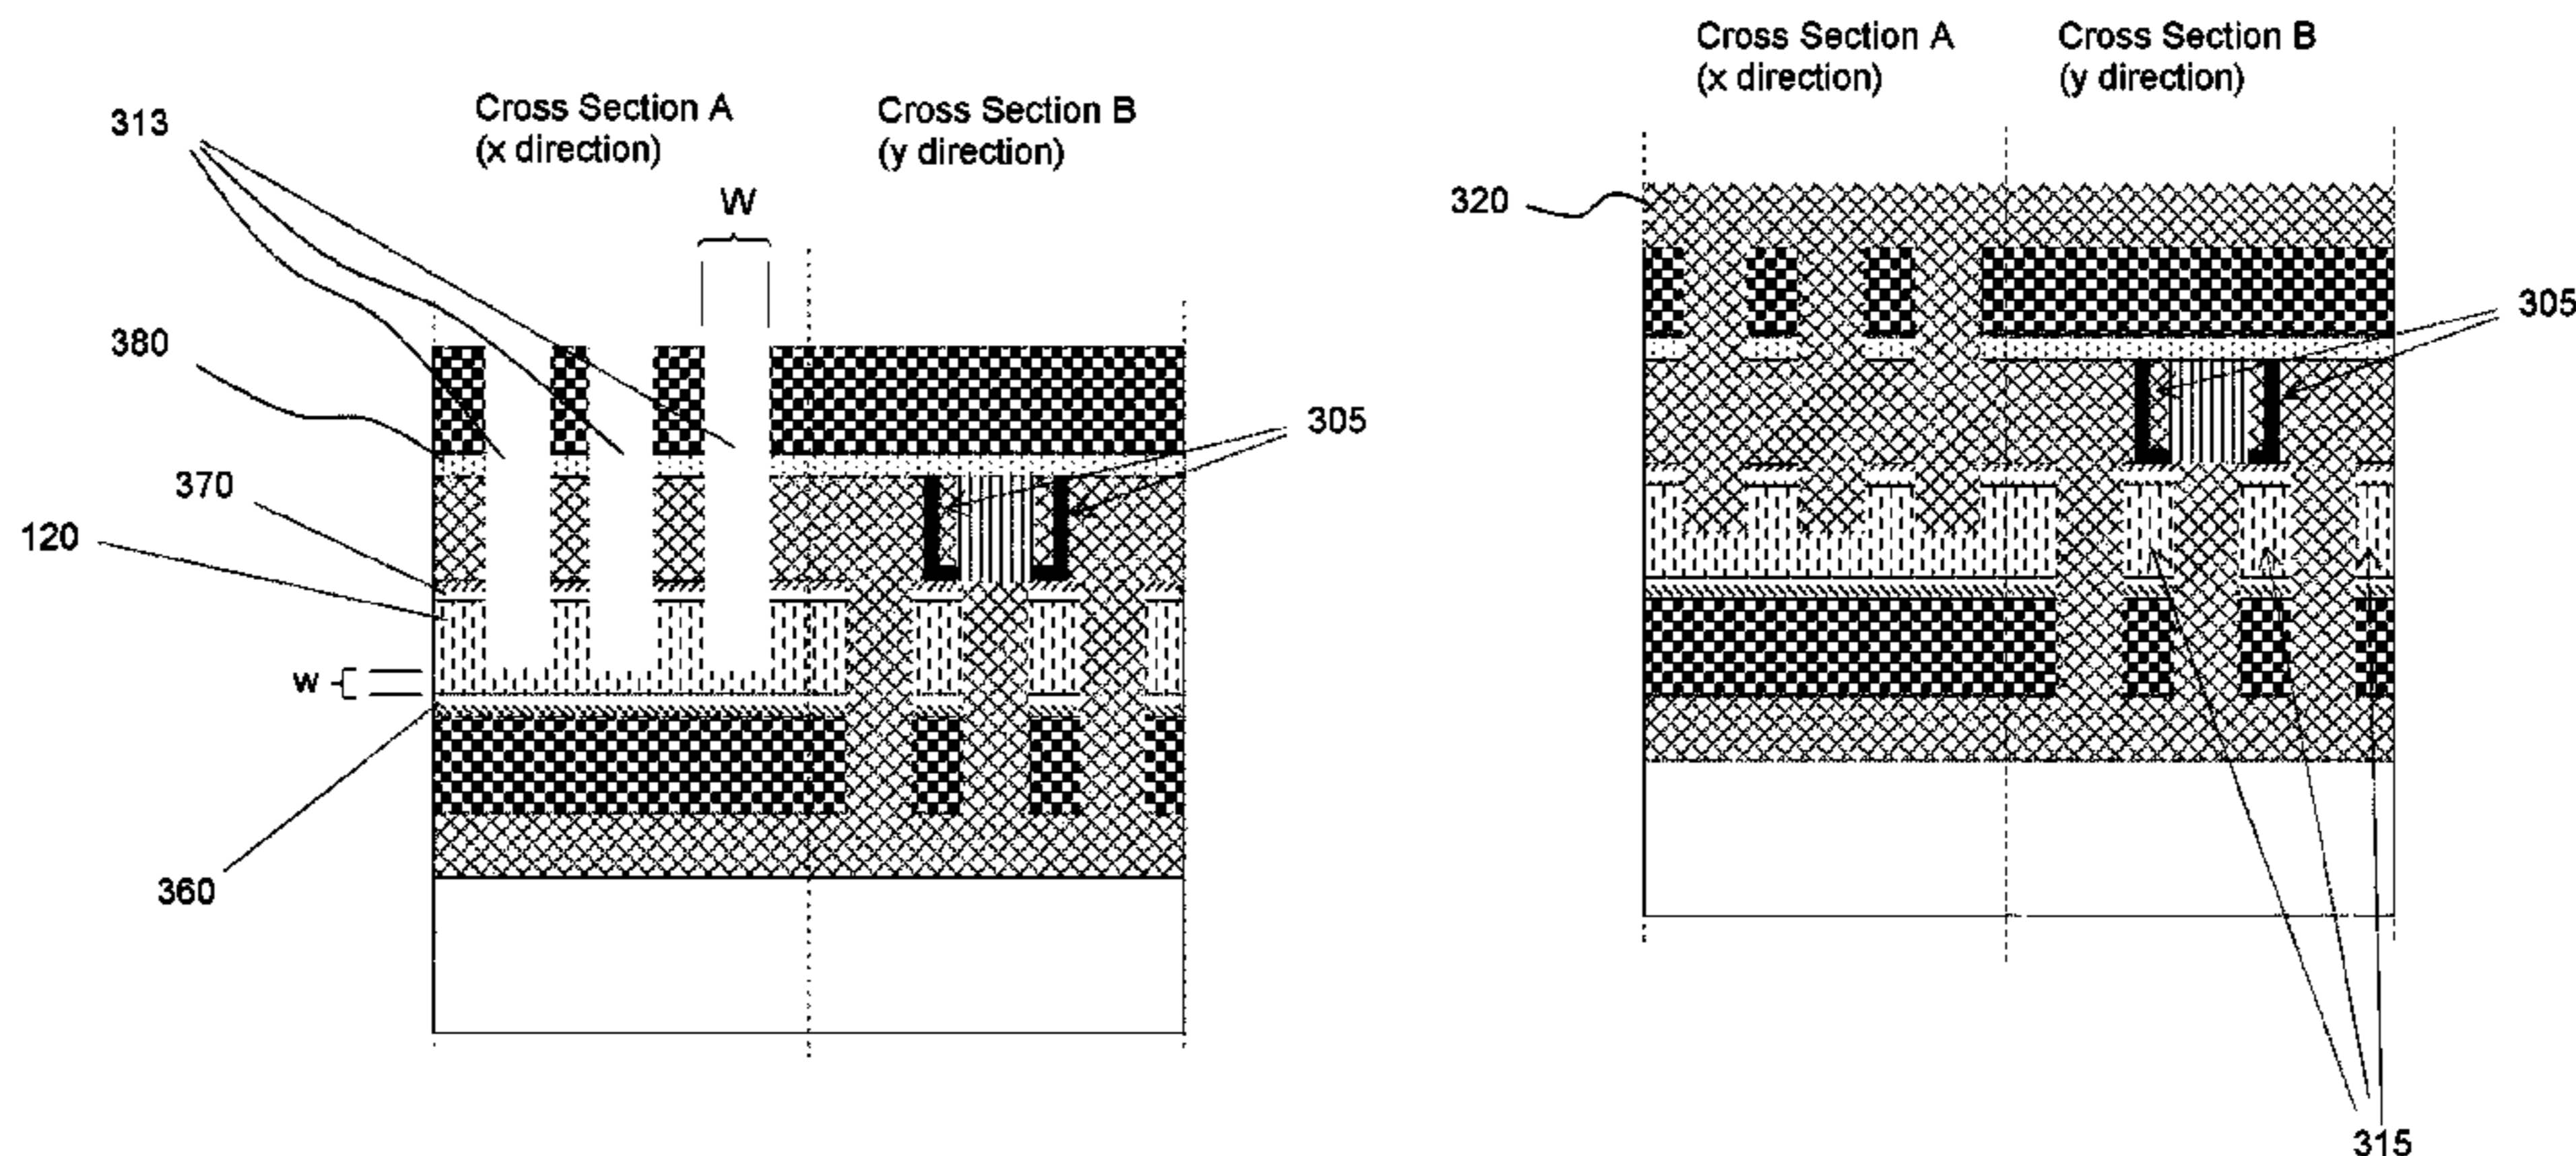 Cross Section A
(x direction)
Cross Section B
(y direction)
313
W
380
370
120
w
360
305
Cross Section A
(x direction)
Cross Section B
(y direction)
320
305
315